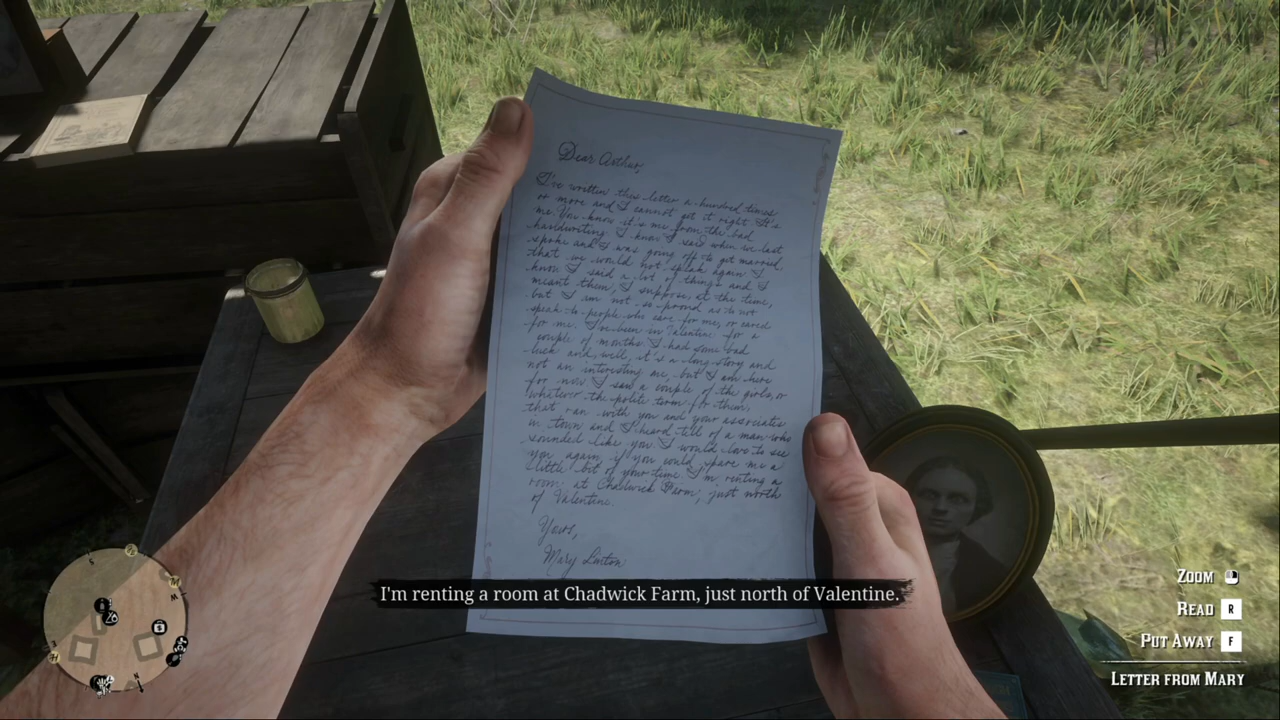 Dear Arthur,
I've written this letter a hundred times
or more and I cannot get it right. It's
me. You know it's me from the bad
handwriting. I know I said when we last
spoke and I was going off to get married,
that we would not speak again. I
know I said a lot of things and I
meant them, I suppose, at the time,
but I am not so proud as to not
speak to people who care for me, or cared
for me. I've been in Valentine for a
couple of months. I had some bad
luck and, well, it's a long story and
not an interesting one, but I am here
for now. I saw a couple of the girls, or
whatever the polite term for them,
that ran with you and your associates
in town and I heard tell of a man who
sounded like you. I would love to see
you again, if you could spare me a
little bit of your time. I'm renting a
room at Chadwick Farm, just north
of Valentine.
Yours,
Mary Linton
I'm renting a room at Chadwick Farm, just north of Valentine.
ZOOM
READ R
PUT AWAY F
LETTER FROM MARY